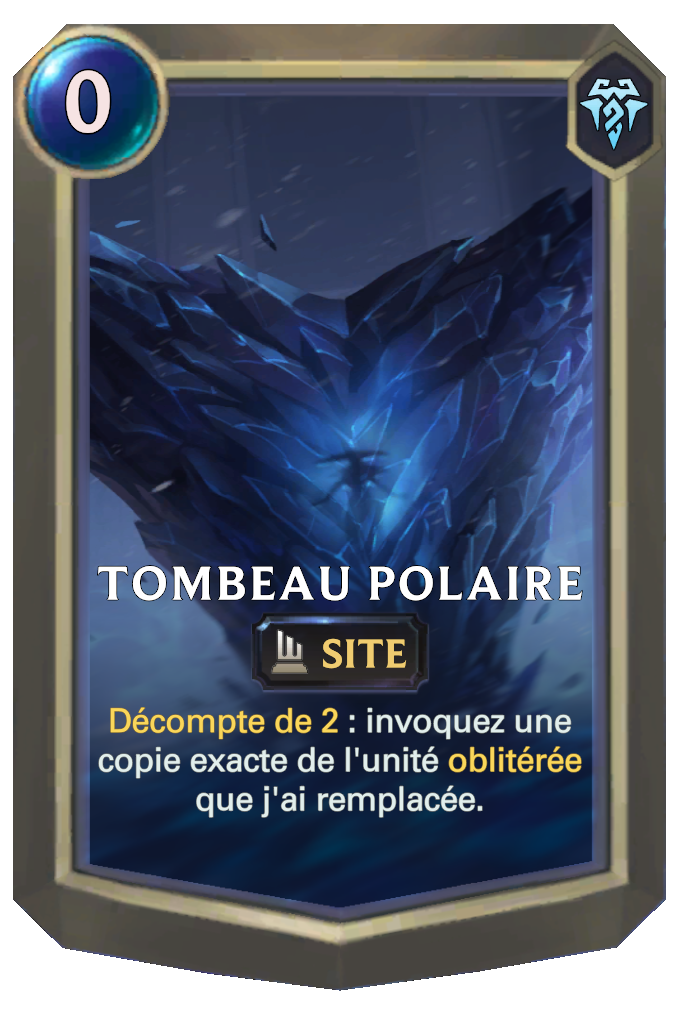 0
TOMBEAU POLAIRE
SITE
Décompte de 2 : invoquez une
copie exacte de l'unité oblitérée
que j'ai remplacée.